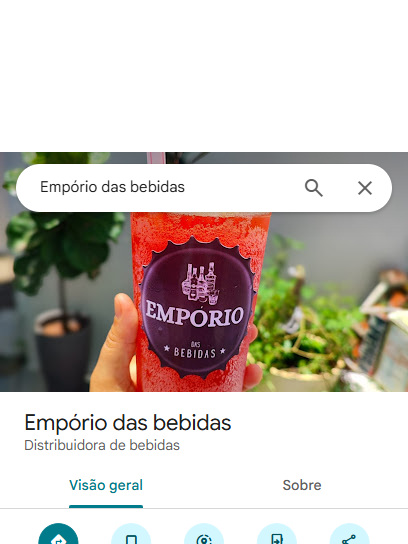 Empório das bebidas
EMPÓRIO
DAS
BEBIDAS
Empório das bebidas
Distribuidora de bebidas
Visão geral
Sobre